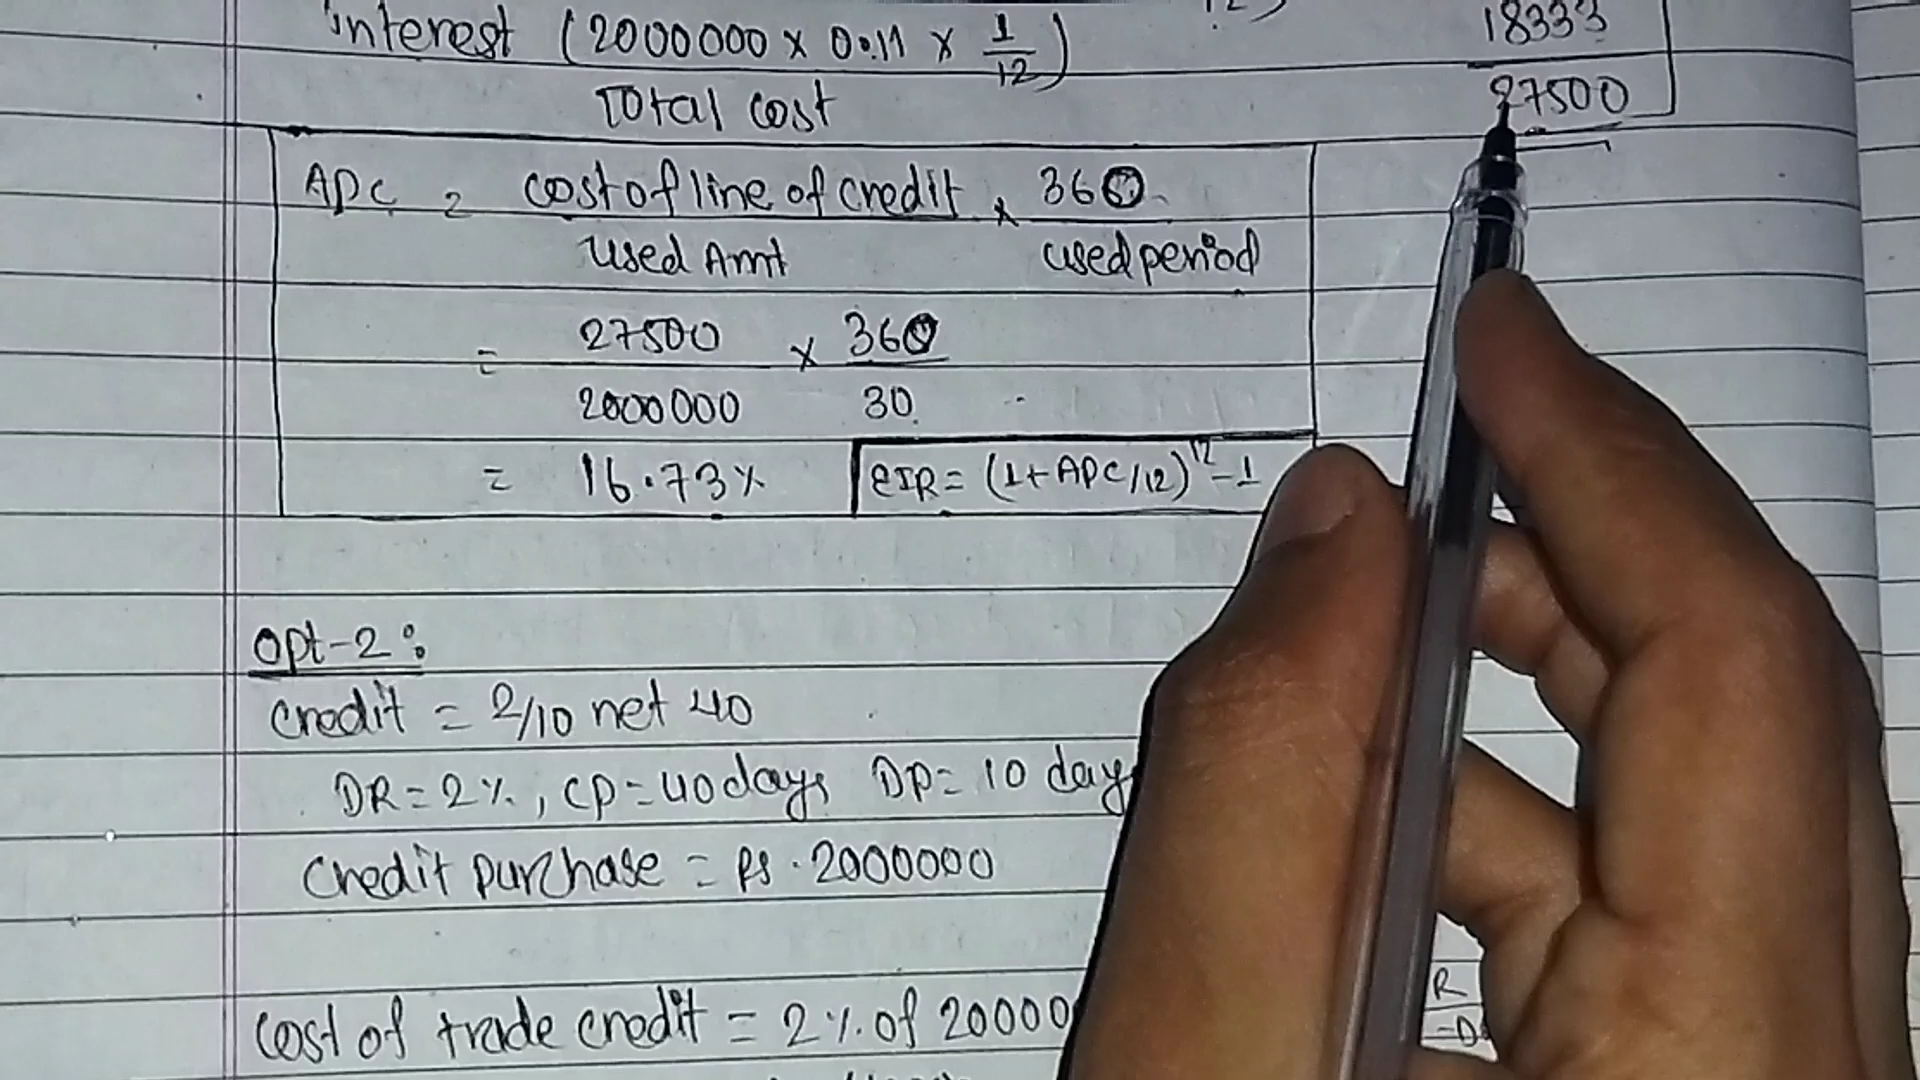 interest (2000000 x 0.11 x 1/12) 18333
Total cost 27500
APC = cost of line of credit x 360
used Amt used period
= 27500 x 360
2000000 30
= 16.73% EIR = (1+APC/12)^12 - 1
Opt-2:
credit = 2/10 net 40
DR = 2%, CP = 40 days DP = 10 days
Credit purchase = Rs. 2000000
R
cost of trade credit = 2% of 20000